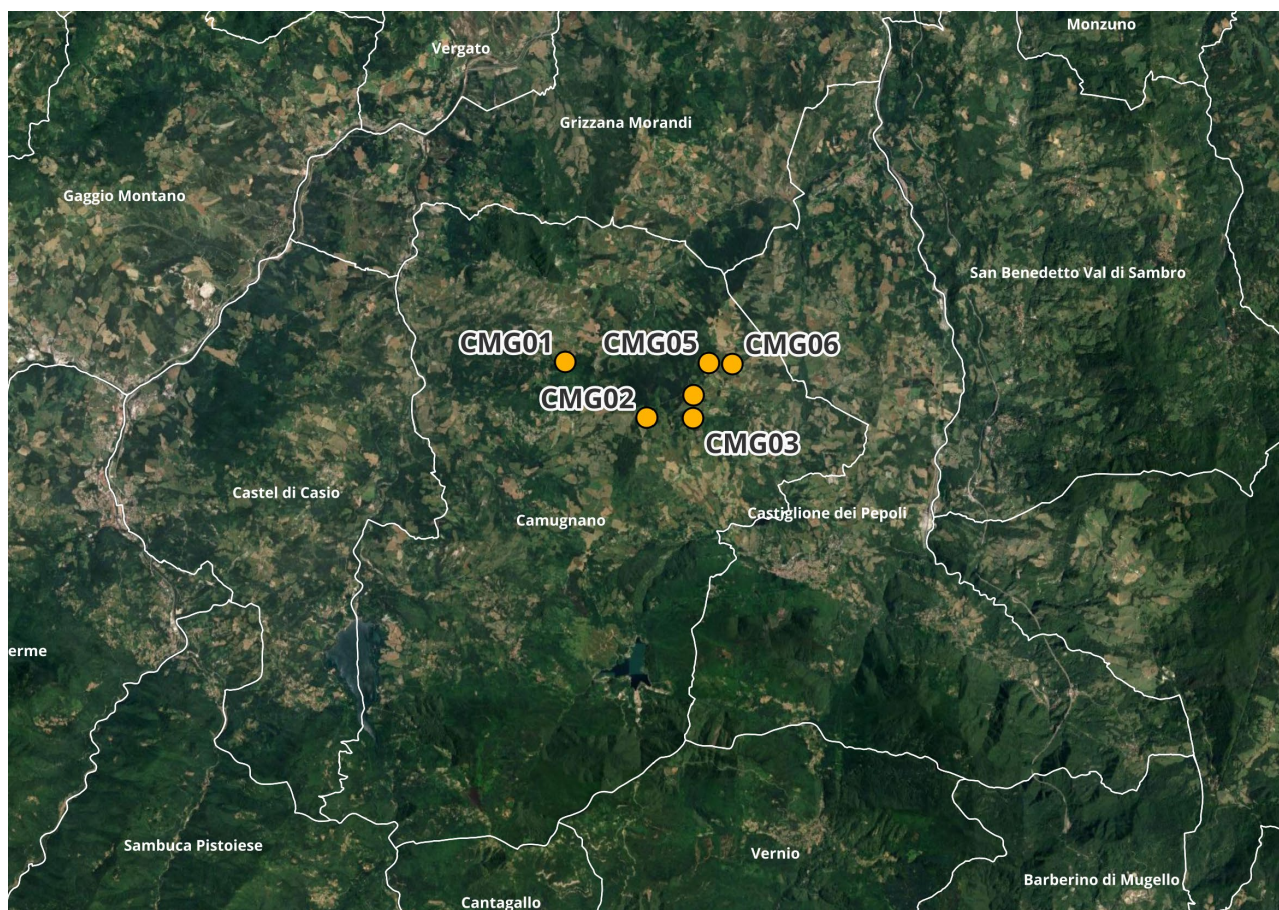 Monzuno
Vergato
Grizzana Morandi
Gaggio Montano
San Benedetto Val di Sambro
CMG01
CMG05
CMG06
CMG02
CMG03
Castel di Casio
Castiglione dei Pepoli
Camugnano
erme
Sambuca Pistoiese
Vernio
Barberino di Mugello
Cantagallo